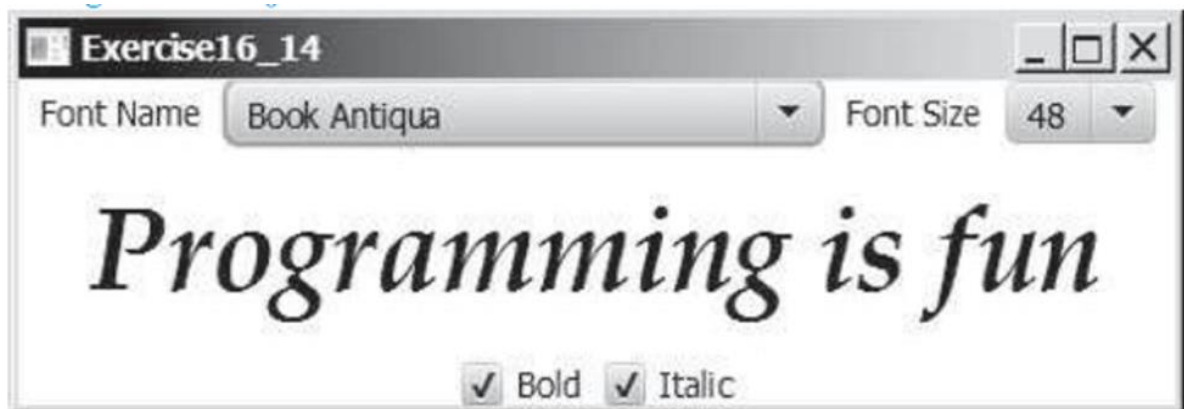 Exercise16_14
Font Name Book Antiqua Font Size 48
Programming is fun
Bold Italic